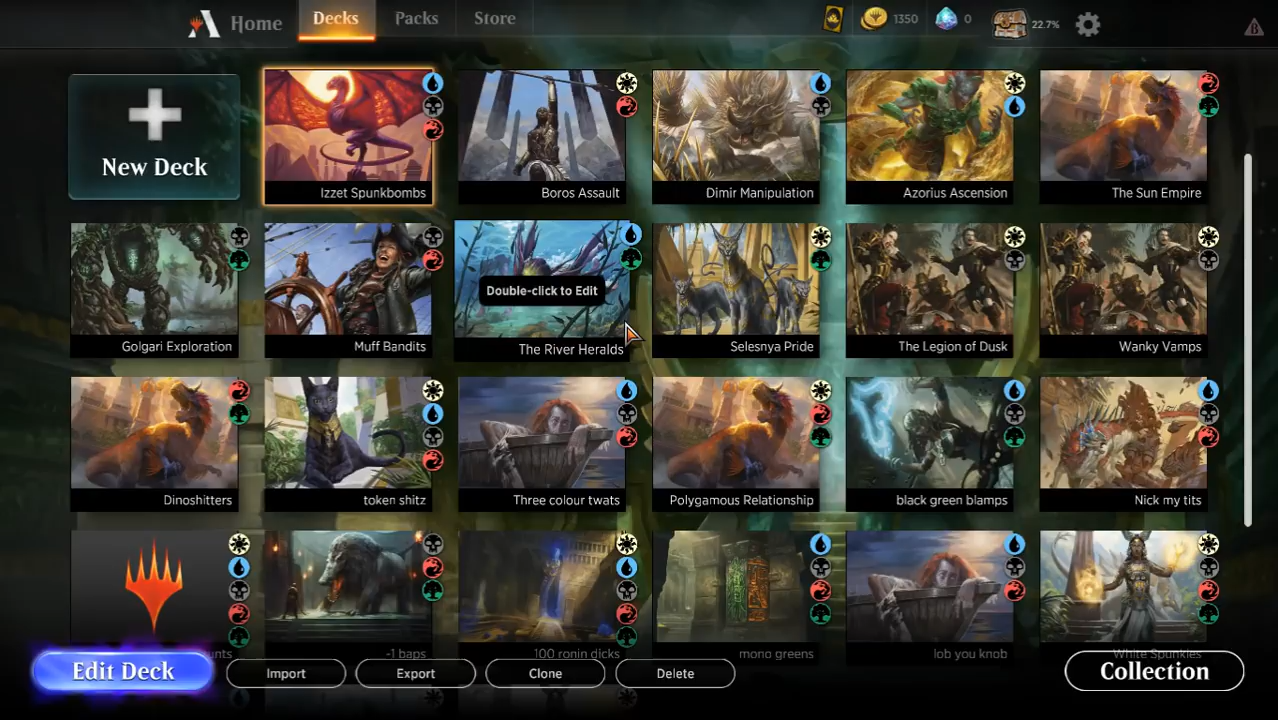 Home
Decks
Packs
Store
1350
0
22.7%
New Deck
Izzet Spunkbombs
Boros Assault
Dimir Manipulation
Azorius Ascension
The Sun Empire
Golgari Exploration
Muff Bandits
Double-click to Edit
The River Heralds
Selesnya Pride
The Legion of Dusk
Wanky Vamps
Dinoshitters
token shitz
Three colour twats
Polygamous Relationship
black green blamps
Nick my tits
-1 baps
100 ronin dicks
mono greens
lob you knob
White Spunkies
Edit Deck
Import
Export
Clone
Delete
Collection